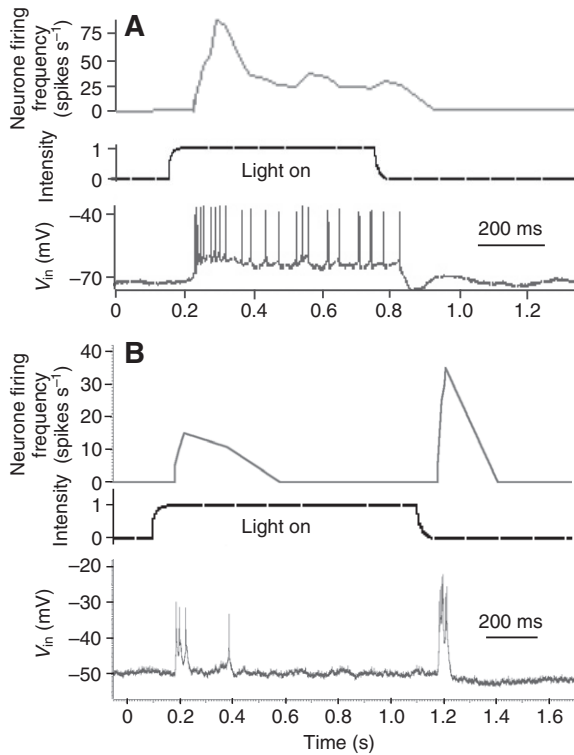 A
Neurone firing
frequency
(spikes s–1)
75
50
25
0
Intensity
1
0
Light on
Vin (mV)
–40
–70
200 ms
0 0.2 0.4 0.6 0.8 1.0 1.2
B
Neurone firing
frequency
(spikes s–1)
40
30
20
10
0
Intensity
1
0
Light on
Vin (mV)
–20
–30
–40
–50
200 ms
0 0.2 0.4 0.6 0.8 1.0 1.2 1.4 1.6
Time (s)